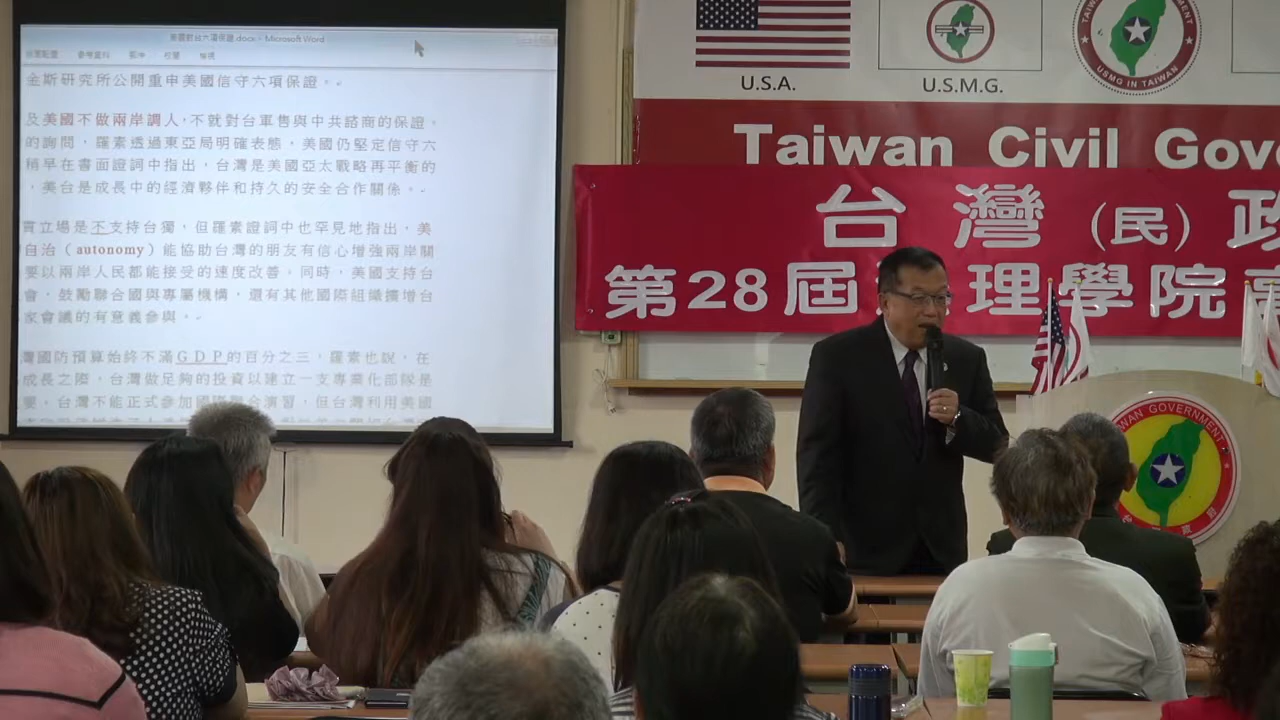 美國對台六項保證.docx - Microsoft Word
參考資料 郵件 校閱 檢視
金斯研究所公開重申美國信守六項保證。
及美國不做兩岸調人,不就對台軍售與中共諮商的保證。
的詢問,羅素透過東亞局明確表態,美國仍堅定信守六
稍早在書面證詞中指出,台灣是美國亞太戰略再平衡的
,美台是成長中的經濟夥伴和持久的安全合作關係。
實立場是不支持台獨,但羅素證詞中也罕見地指出,美
自治(autonomy)能協助台灣的朋友有信心增強兩岸關
要以兩岸人民都能接受的速度改善。同時,美國支持台
會,鼓勵聯合國與專屬機構,還有其他國際組織擴增台
家會議的有意義參與。
灣國防預算始終不滿GDP的百分之三,羅素也說,在
成長之際,台灣做足夠的投資以建立一支專業化部隊是
要。台灣不能正式參加國際聯合演習,但台灣利用美國
U.S.A.
U.S.M.G.
USMG IN TAIWAN
Taiwan Civil Gove
台灣(民)政
第28屆 理學院
WAN GOVERNMENT